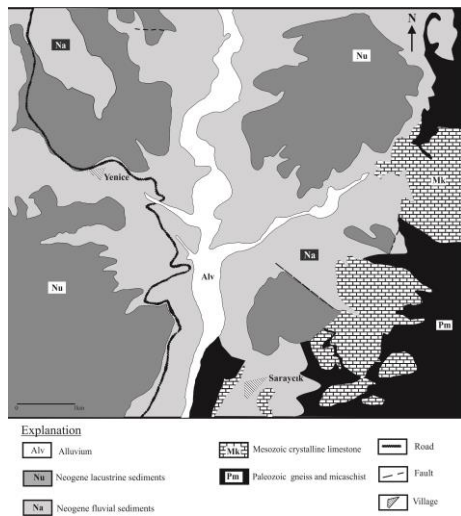 N
Na
Nu
Yenice
Mk
Nu
Na
Alv
Pm
Saraycık
0
Explanation
Alv Alluvium
Nu Neogene lacustrine sediments
Na Neogene fluvial sediments
Mk Mesozoic crystalline limestone
Pm Paleozoic gneiss and micaschist
Road
Fault
Village